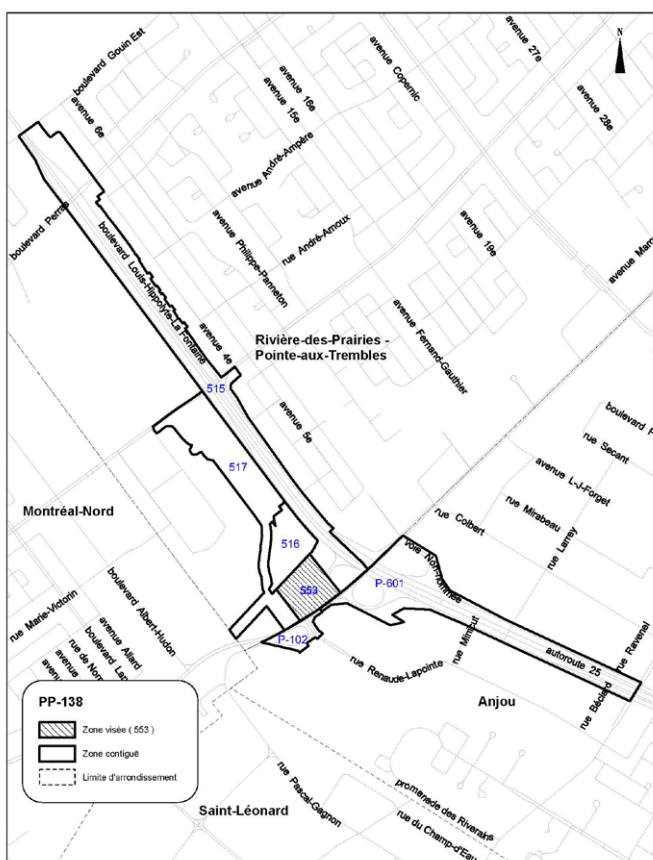 boulevard Gouin Est
avenue 6e
avenue 16e
avenue 15e
avenue Copernic
avenue 27e
avenue 28e
N
avenue André-Ampère
boulevard Perras
avenue Philippe-Panneton
rue André-Arnoux
avenue 19e
boulevard Louis-Hippolyte-La Fontaine
avenue 4e
Rivière-des-Prairies -
Pointe-aux-Trembles
avenue Fernand-Gauthier
515
avenue 5e
517
rue Secant
avenue L-J-Forget
rue Mirabeau
rue Colbert
rue Larrey
Montréal-Nord
516
voie Non-nommée
553
P-601
boulevard Albert-Hudon
rue Marie-Victorin
avenue Allard
P-102
rue Renaude-Lapointe
rue Mirticut
autoroute 25
rue Ravenel
rue Béclard
Anjou
PP-138
Zone visée ( 553 )
Zone contiguë
Limite d'arrondissement
Saint-Léonard
rue Pascal-Gagnon
promenade des Riverains
rue du Champ-d'Eau